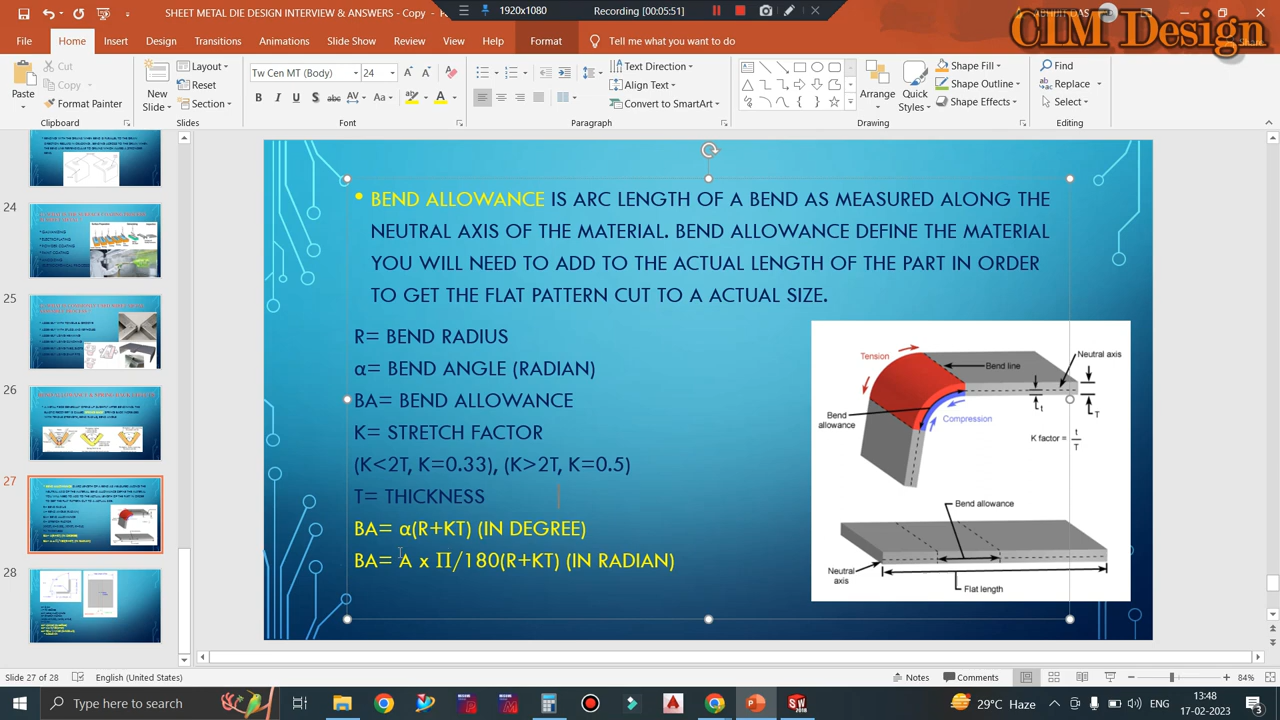 SHEET METAL DIE DESIGN INTERVIEW & ANSWERS - Copy - 
1920x1080
Recording (00:05:51)
CIM Design
File Home Insert Design Transitions Animations Slide Show Review View Help Format Tell me what you want to do
Cut
Copy
Format Painter
Paste
Clipboard
New Slide
Layout
Reset
Section
Slides
Tw Cen MT (Body) 24
Font
Text Direction
Align Text
Convert to SmartArt
Paragraph
Arrange
Quick Styles
Shape Fill
Shape Outline
Shape Effects
Drawing
Find
Replace
Select
Editing
24
25
26
27
28
• BEND ALLOWANCE IS ARC LENGTH OF A BEND AS MEASURED ALONG THE
NEUTRAL AXIS OF THE MATERIAL. BEND ALLOWANCE DEFINE THE MATERIAL
YOU WILL NEED TO ADD TO THE ACTUAL LENGTH OF THE PART IN ORDER
TO GET THE FLAT PATTERN CUT TO A ACTUAL SIZE.
R= BEND RADIUS
α= BEND ANGLE (RADIAN)
BA= BEND ALLOWANCE
K= STRETCH FACTOR
(K<2T, K=0.33), (K>2T, K=0.5)
T= THICKNESS
BA= α(R+KT) (IN DEGREE)
BA= A x Π/180(R+KT) (IN RADIAN)
Tension
Bend line
Neutral axis
Bend allowance
Compression
t
T
K factor = t/T
Bend allowance
Neutral axis
Flat length
Slide 27 of 28 English (United States) Notes Comments 84%
Type here to search
29°C Haze
ENG
13:48
17-02-2023
3